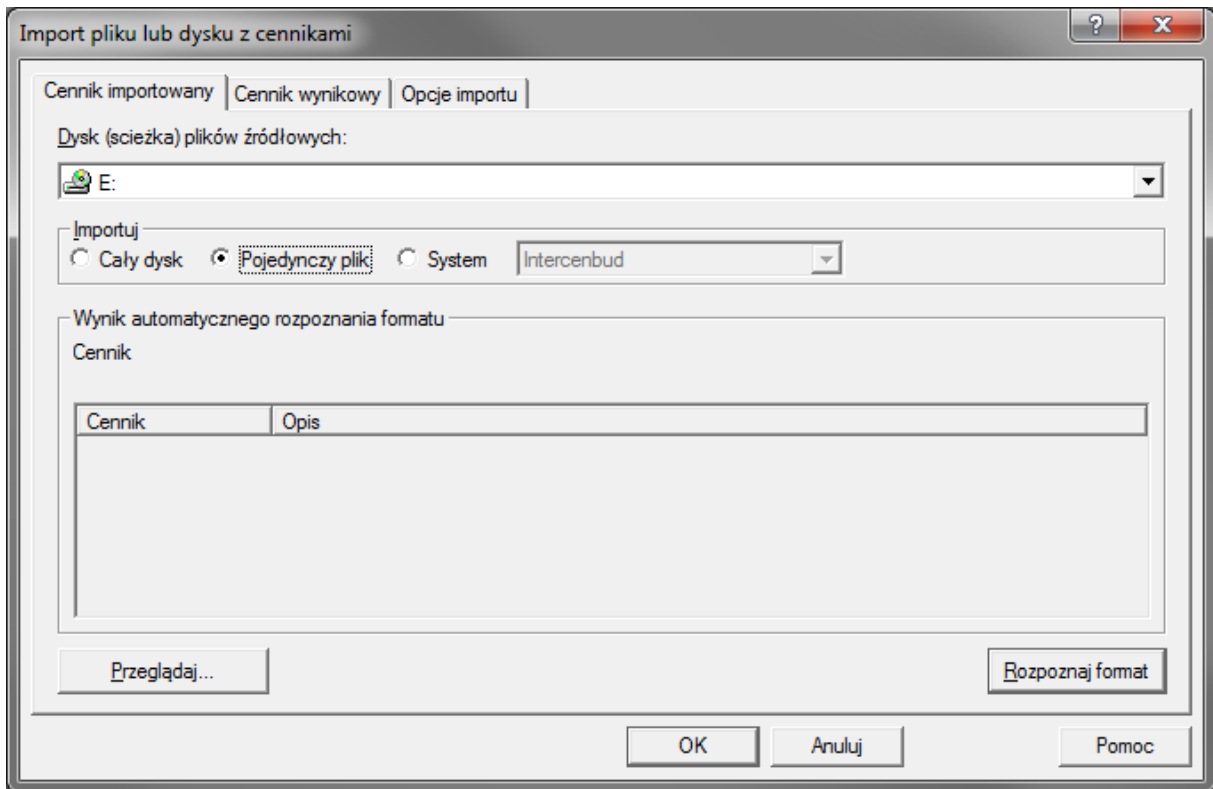 Import pliku lub dysku z cennikami
Cennik importowany Cennik wynikowy Opcje importu
Dysk (scieżka) plików źródłowych:
E:
Importuj
Cały dysk Pojedynczy plik System Intercenbud
Wynik automatycznego rozpoznania formatu
Cennik
Cennik Opis
Przeglądaj... Rozpoznaj format
OK Anuluj Pomoc